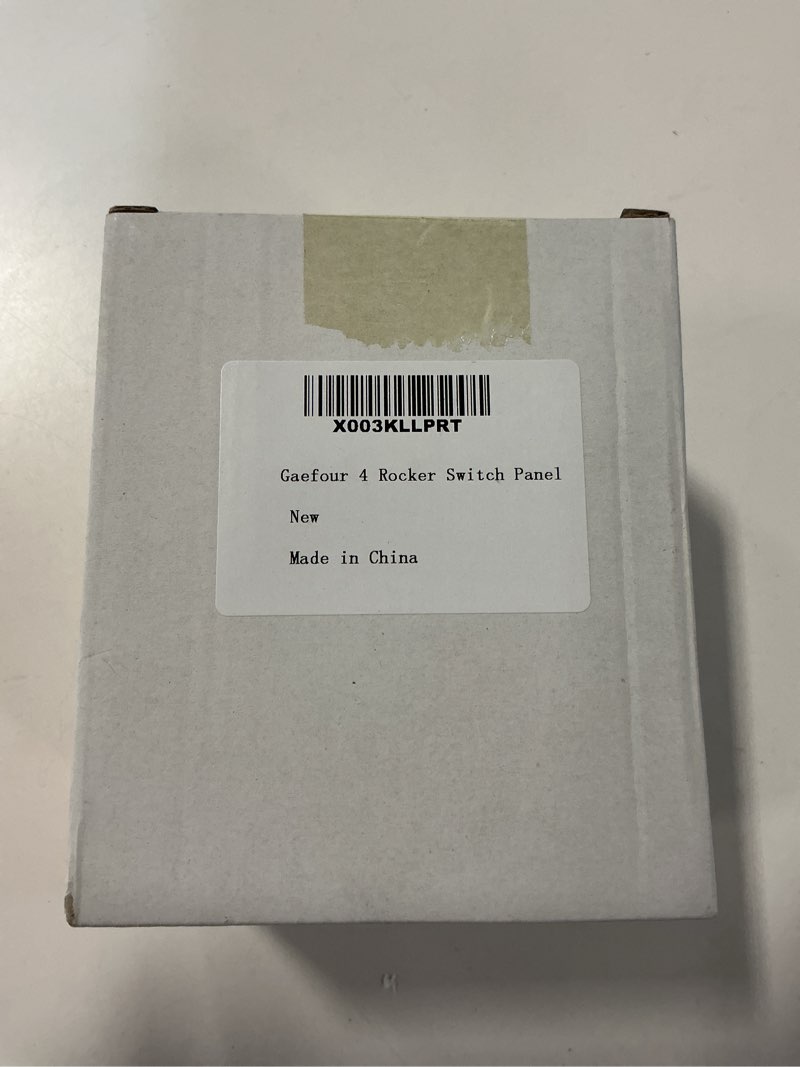 X003KLLPRT
Gaefour 4 Rocker Switch Panel
New
Made in China